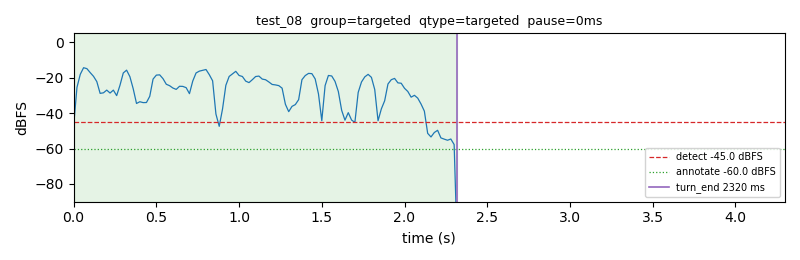 test_08  group=targeted  qtype=targeted  pause=0ms
dBFS
0
−20
−40
−60
−80
detect -45.0 dBFS
annotate -60.0 dBFS
turn_end 2320 ms
0.0 0.5 1.0 1.5 2.0 2.5 3.0 3.5 4.0
time (s)